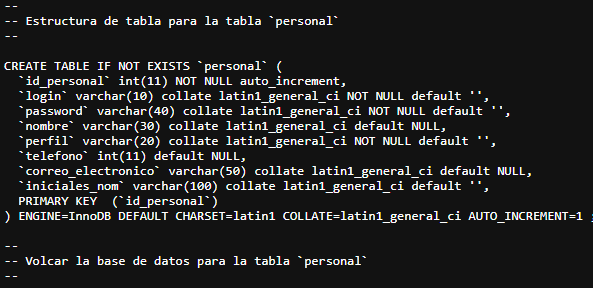 --
-- Estructura de tabla para la tabla `personal`
--
CREATE TABLE IF NOT EXISTS `personal` (
  `id_personal` int(11) NOT NULL auto_increment,
  `login` varchar(10) collate latin1_general_ci NOT NULL default '',
  `password` varchar(40) collate latin1_general_ci NOT NULL default '',
  `nombre` varchar(30) collate latin1_general_ci default NULL,
  `perfil` varchar(20) collate latin1_general_ci NOT NULL default '',
  `telefono` int(11) default NULL,
  `correo_electronico` varchar(50) collate latin1_general_ci default NULL,
  `iniciales_nom` varchar(100) collate latin1_general_ci default '',
  PRIMARY KEY  (`id_personal`)
) ENGINE=InnoDB DEFAULT CHARSET=latin1 COLLATE=latin1_general_ci AUTO_INCREMENT=1 ;
--
-- Volcar la base de datos para la tabla `personal`
--